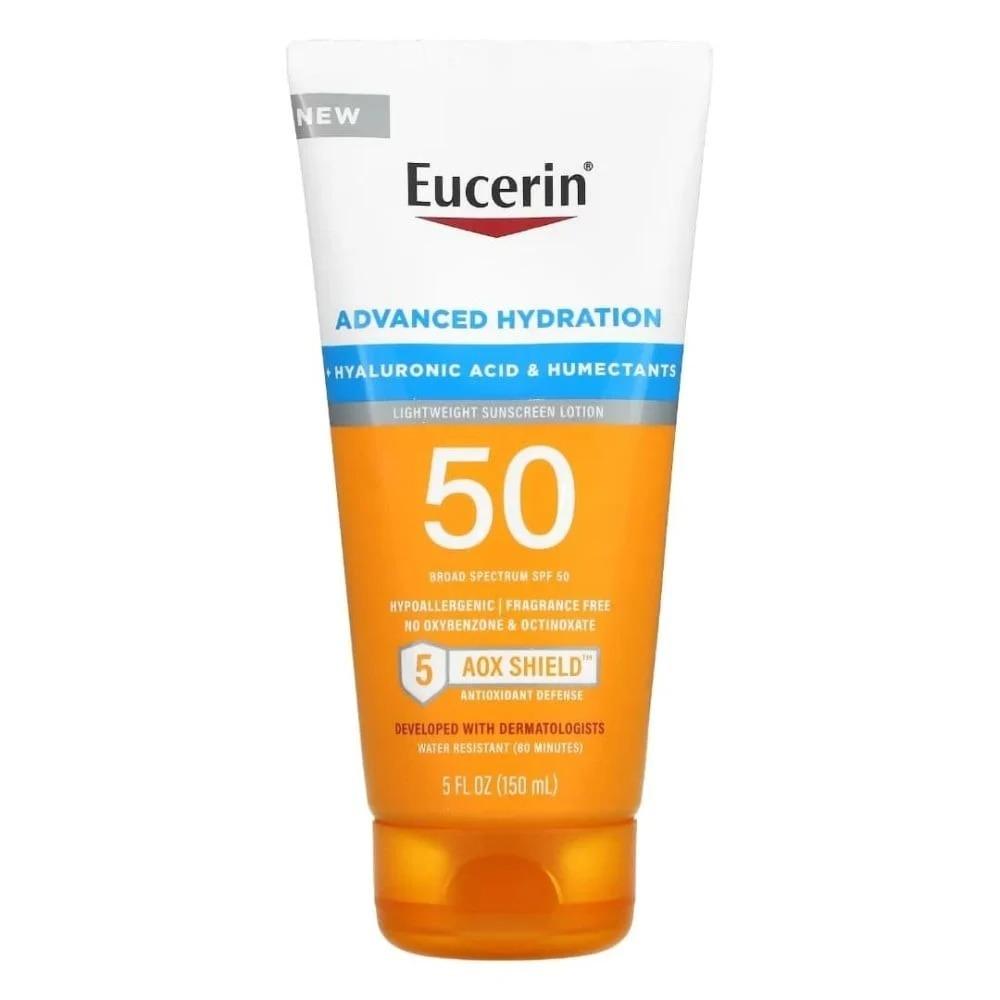 NEW
Eucerin®
ADVANCED HYDRATION
+ HYALURONIC ACID & HUMECTANTS
LIGHTWEIGHT SUNSCREEN LOTION
50
BROAD SPECTRUM SPF 50
HYPOALLERGENIC | FRAGRANCE FREE
NO OXYBENZONE & OCTINOXATE
5 AOX SHIELD™
ANTIOXIDANT DEFENSE
DEVELOPED WITH DERMATOLOGISTS
WATER RESISTANT (80 MINUTES)
5 FL OZ (150 mL)